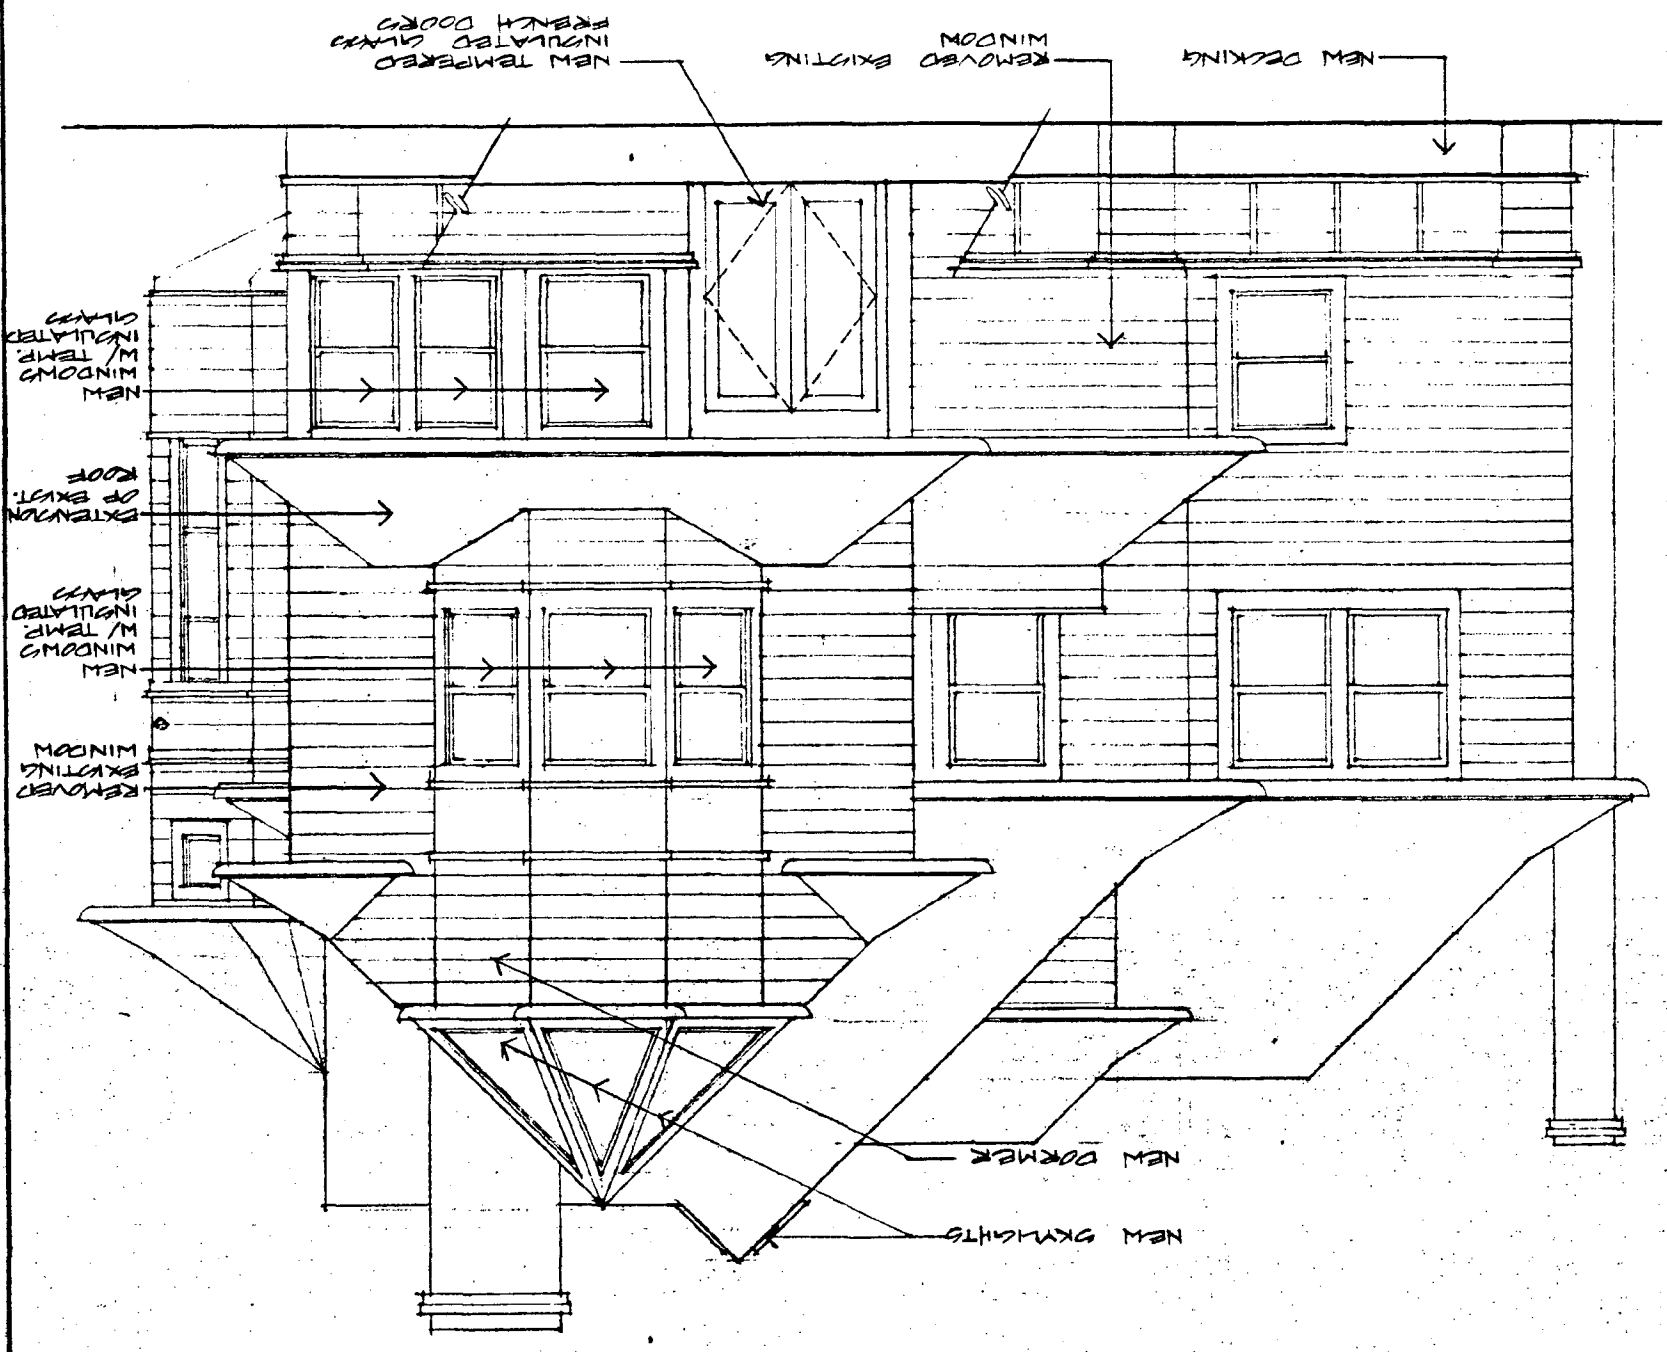 NEW SKYLIGHTS
NEW DORMER
REMOVED
EXISTING
WINDOW
NEW
WINDOWS
W/ TEMP.
INSULATED
GLASS
EXTENSION
OF EXIST.
ROOF
NEW
WINDOWS
W/ TEMP.
INSULATED
GLASS
NEW DECKING
REMOVED EXISTING
WINDOW
NEW TEMPERED
INSULATED GLASS
FRENCH DOORS